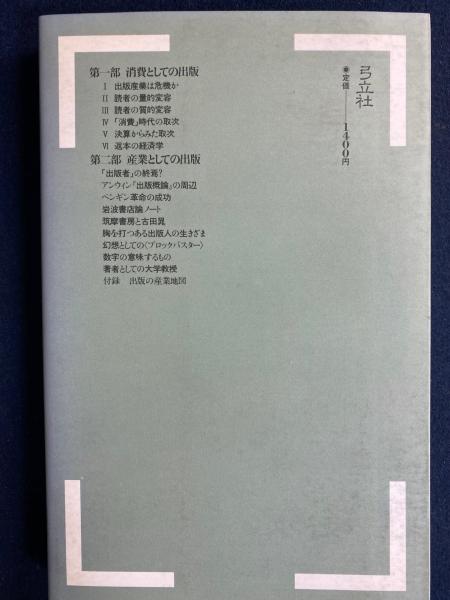 第一部 消費としての出版
I 出版産業は危機か
II 読者の量的変容
III 読者の質的変容
IV 「消費」時代の取次
V 決算からみた取次
VI 返本の経済学
第二部 産業としての出版
「出版者」の終焉?
アンウィン『出版概論』の周辺
ペンギン革命の成功
岩波書店論ノート
筑摩書房と古田晁
胸を打つある出版人の生きざま
幻想としての〈ブロックバスター〉
数字の意味するもの
著者としての大学教授
付録 出版の産業地図
弓立社
◉定価――1400円